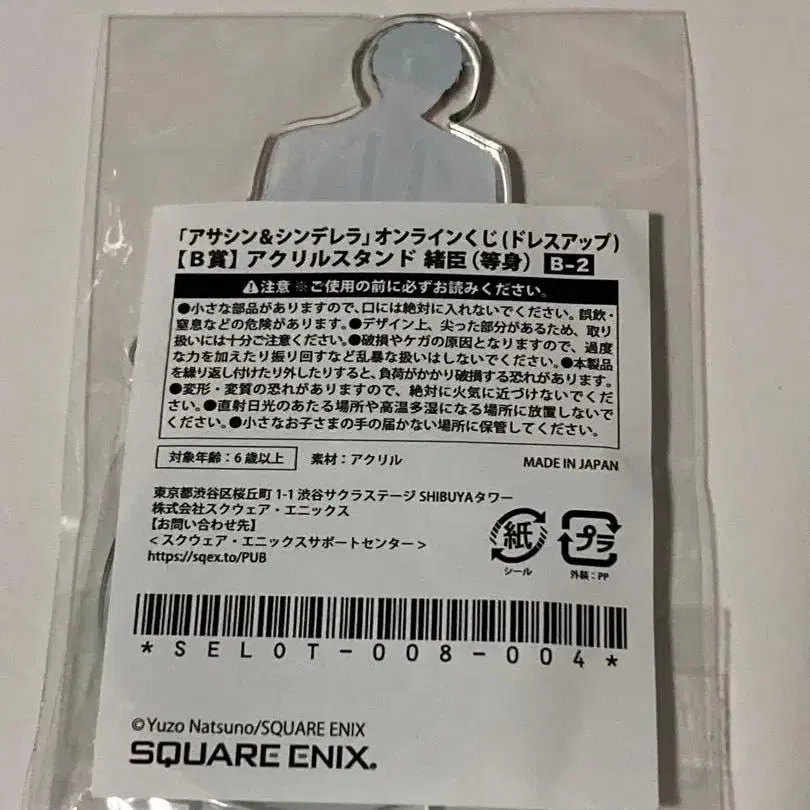 「アサシン&シンデレラ」オンラインくじ(ドレスアップ)
【B賞】アクリルスタンド 緒臣(等身) B-2
⚠注意 ※ご使用の前に必ずお読みください。
●小さな部品がありますので、口には絶対に入れないでください。誤飲・
窒息などの危険があります。●デザイン上、尖った部分があるため、取り
扱いには十分ご注意ください。●破損やケガの原因となりますので、過度
な力を加えたり振り回すなど乱暴な扱いはしないでください。●本製品
を繰り返し付けたり外したりすると、負荷がかかり破損する恐れがあります。
●変形・変質の恐れがありますので、絶対に火気に近づけないでくだ
さい。●直射日光のあたる場所や高温多湿になる場所に放置しないで
ください。●小さなお子さまの手の届かない場所に保管してください。
対象年齢:6歳以上 素材:アクリル MADE IN JAPAN
東京都渋谷区桜丘町1-1 渋谷サクラステージ SHIBUYAタワー
株式会社スクウェア・エニックス
【お問い合わせ先】
<スクウェア・エニックスサポートセンター>
https://sqex.to/PUB
紙 プラ
シール 外装:PP
*SEL0T-008-004*
©Yuzo Natsuno/SQUARE ENIX
SQUARE ENIX.